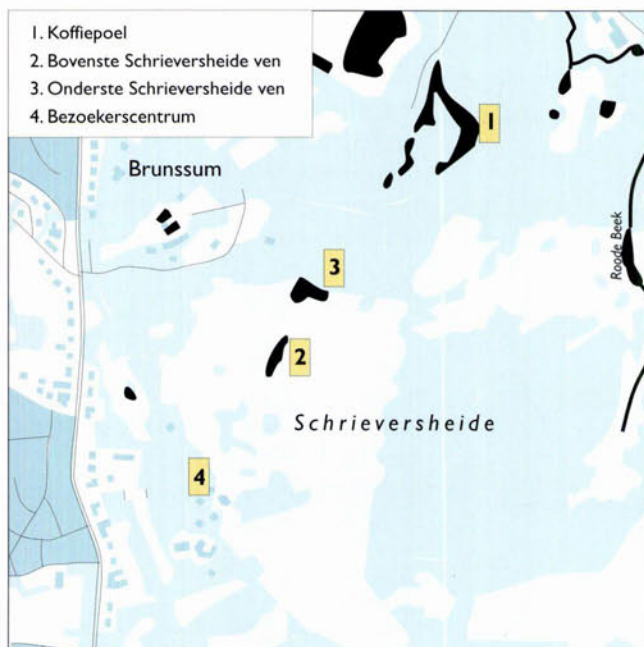 1. Koffiepoel
2. Bovenste Schrieversheide ven
3. Onderste Schrieversheide ven
4. Bezoekerscentrum
1
Brunssum
Roode Beek
3
2
Schrieversheide
4